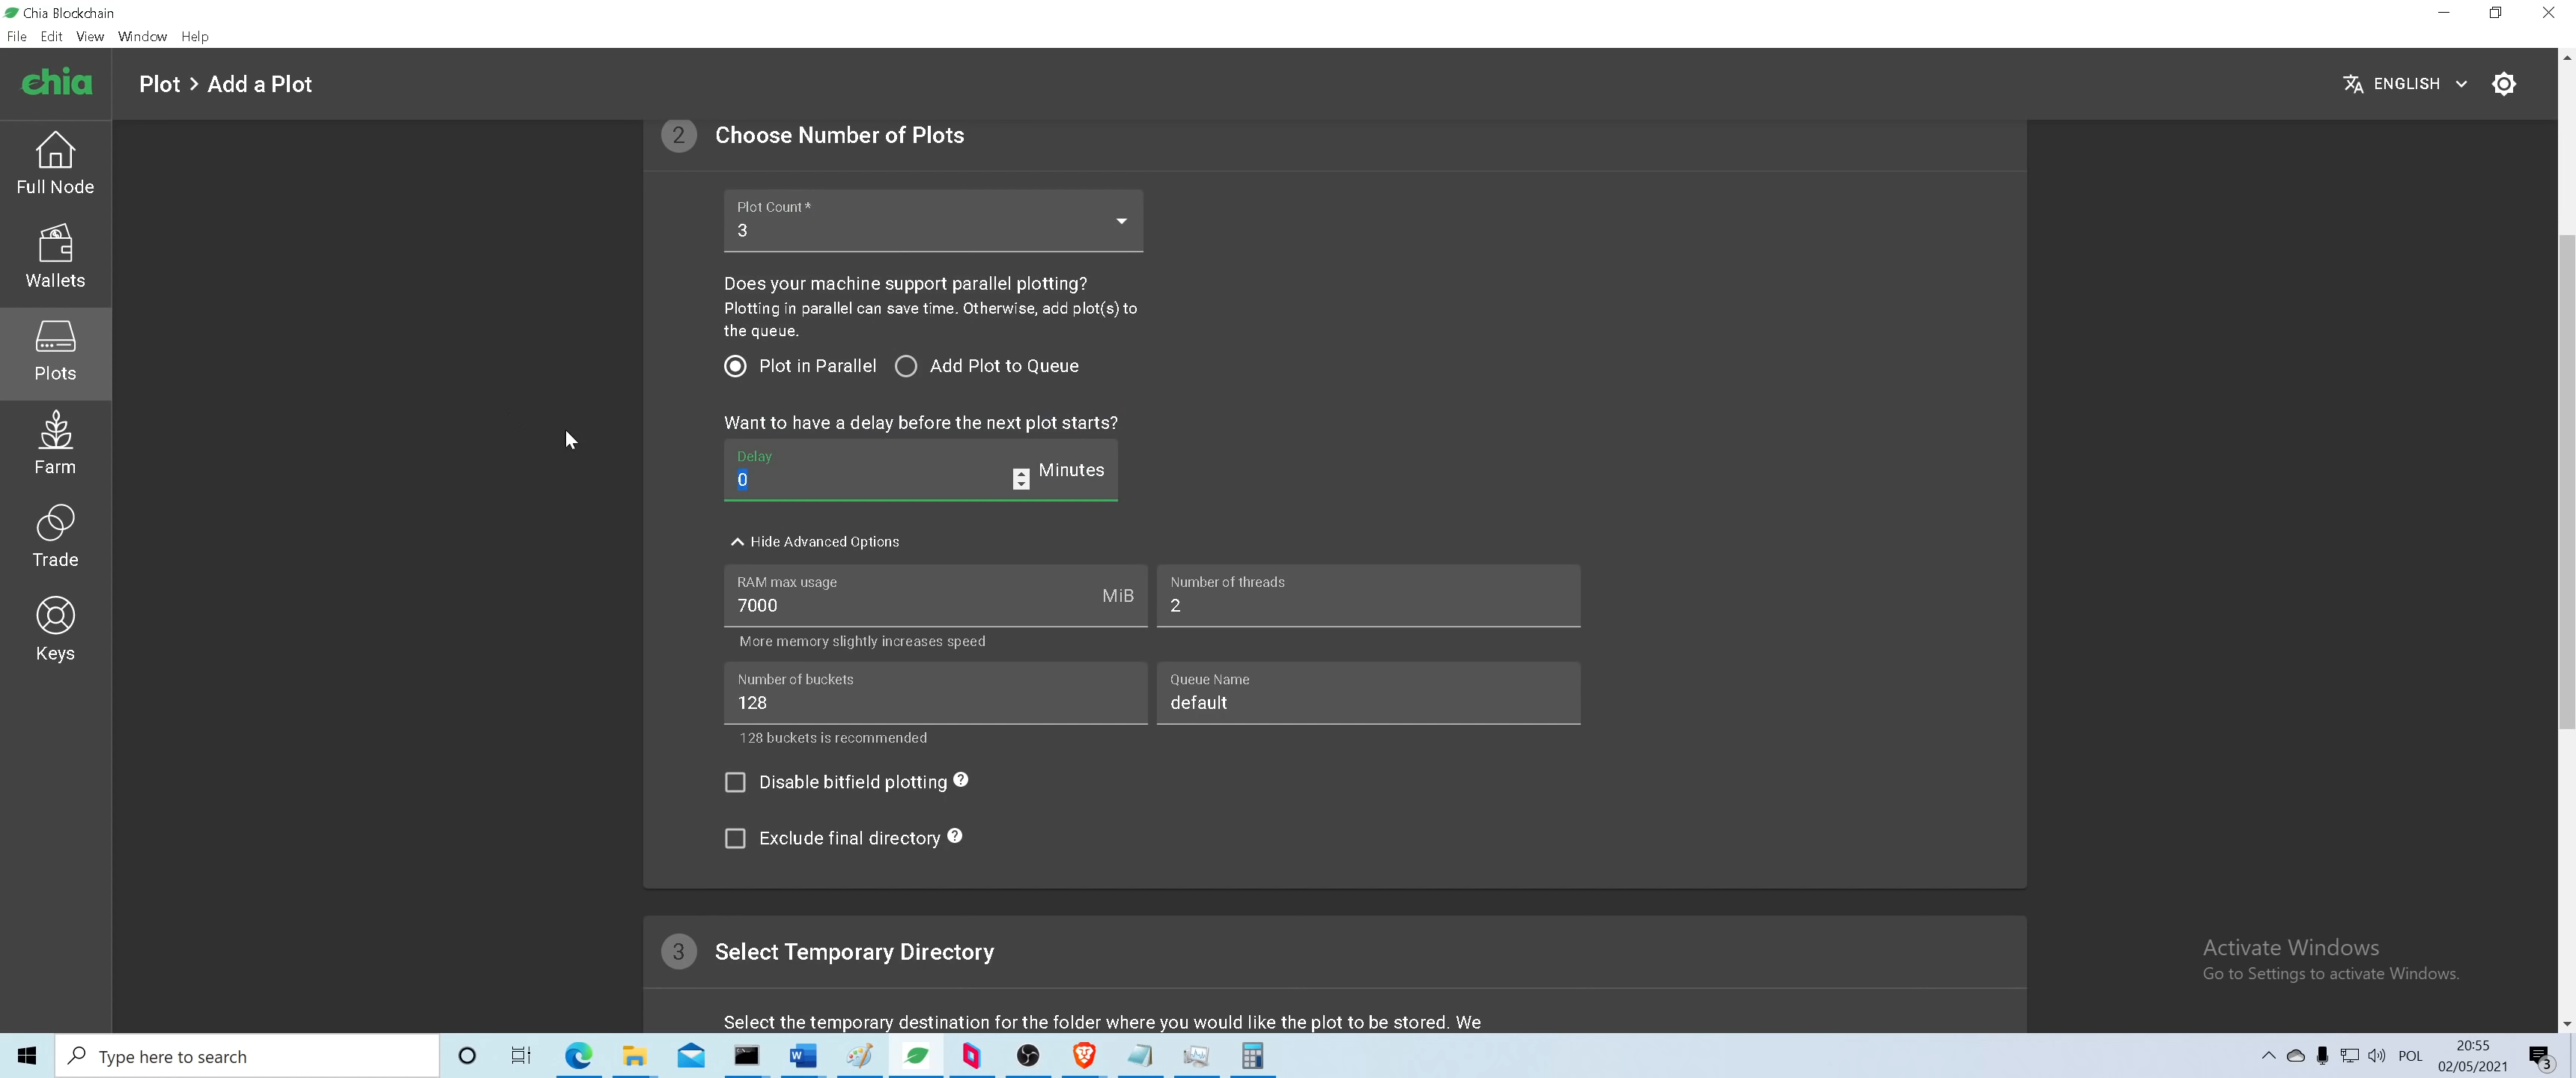 Chia Blockchain
File Edit View Window Help
chia
Plot > Add a Plot
ENGLISH
Full Node
Wallets
Plots
Farm
Trade
Keys
2 Choose Number of Plots
Plot Count *
3
Does your machine support parallel plotting?
Plotting in parallel can save time. Otherwise, add plot(s) to
the queue.
Plot in Parallel Add Plot to Queue
Want to have a delay before the next plot starts?
Delay
0 Minutes
Hide Advanced Options
RAM max usage
7000 MiB
Number of threads
2
More memory slightly increases speed
Number of buckets
128
Queue Name
default
128 buckets is recommended
Disable bitfield plotting ?
Exclude final directory ?
3 Select Temporary Directory
Select the temporary destination for the folder where you would like the plot to be stored. We
Activate Windows
Go to Settings to activate Windows.
Type here to search
POL
20:55
02/05/2021
3